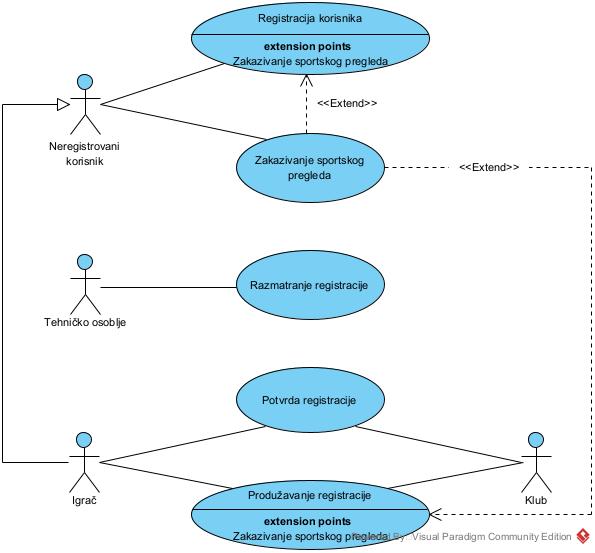 Registracija korisnika
extension points
Zakazivanje sportskog pregleda
<<Extend>>
Neregistrovani
korisnik
Zakazivanje sportskog
pregleda
<<Extend>>
Razmatranje registracije
Tehničko osoblje
Potvrda registracije
Igrač
Klub
Produžavanje registracije
extension points
Zakazivanje sportskog pregleda
Powered By Visual Paradigm Community Edition